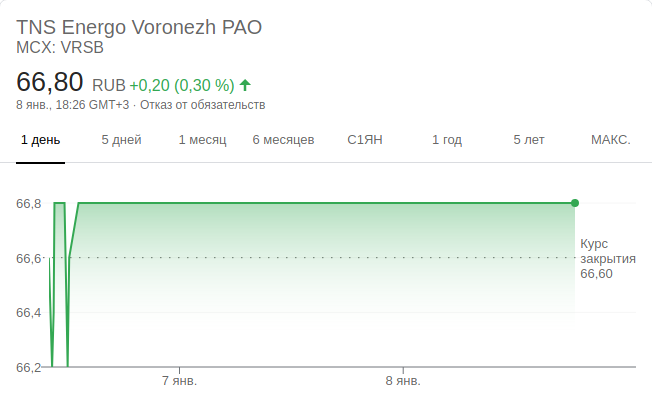 TNS Energo Voronezh PAO
MCX: VRSB
66,80 RUB +0,20 (0,30 %)
8 янв., 18:26 GMT+3 · Отказ от обязательств
1 день 5 дней 1 месяц 6 месяцев С1ЯН 1 год 5 лет МАКС.
66,8
66,6
66,4
66,2
Курс
закрытия
66,60
7 янв. 8 янв.